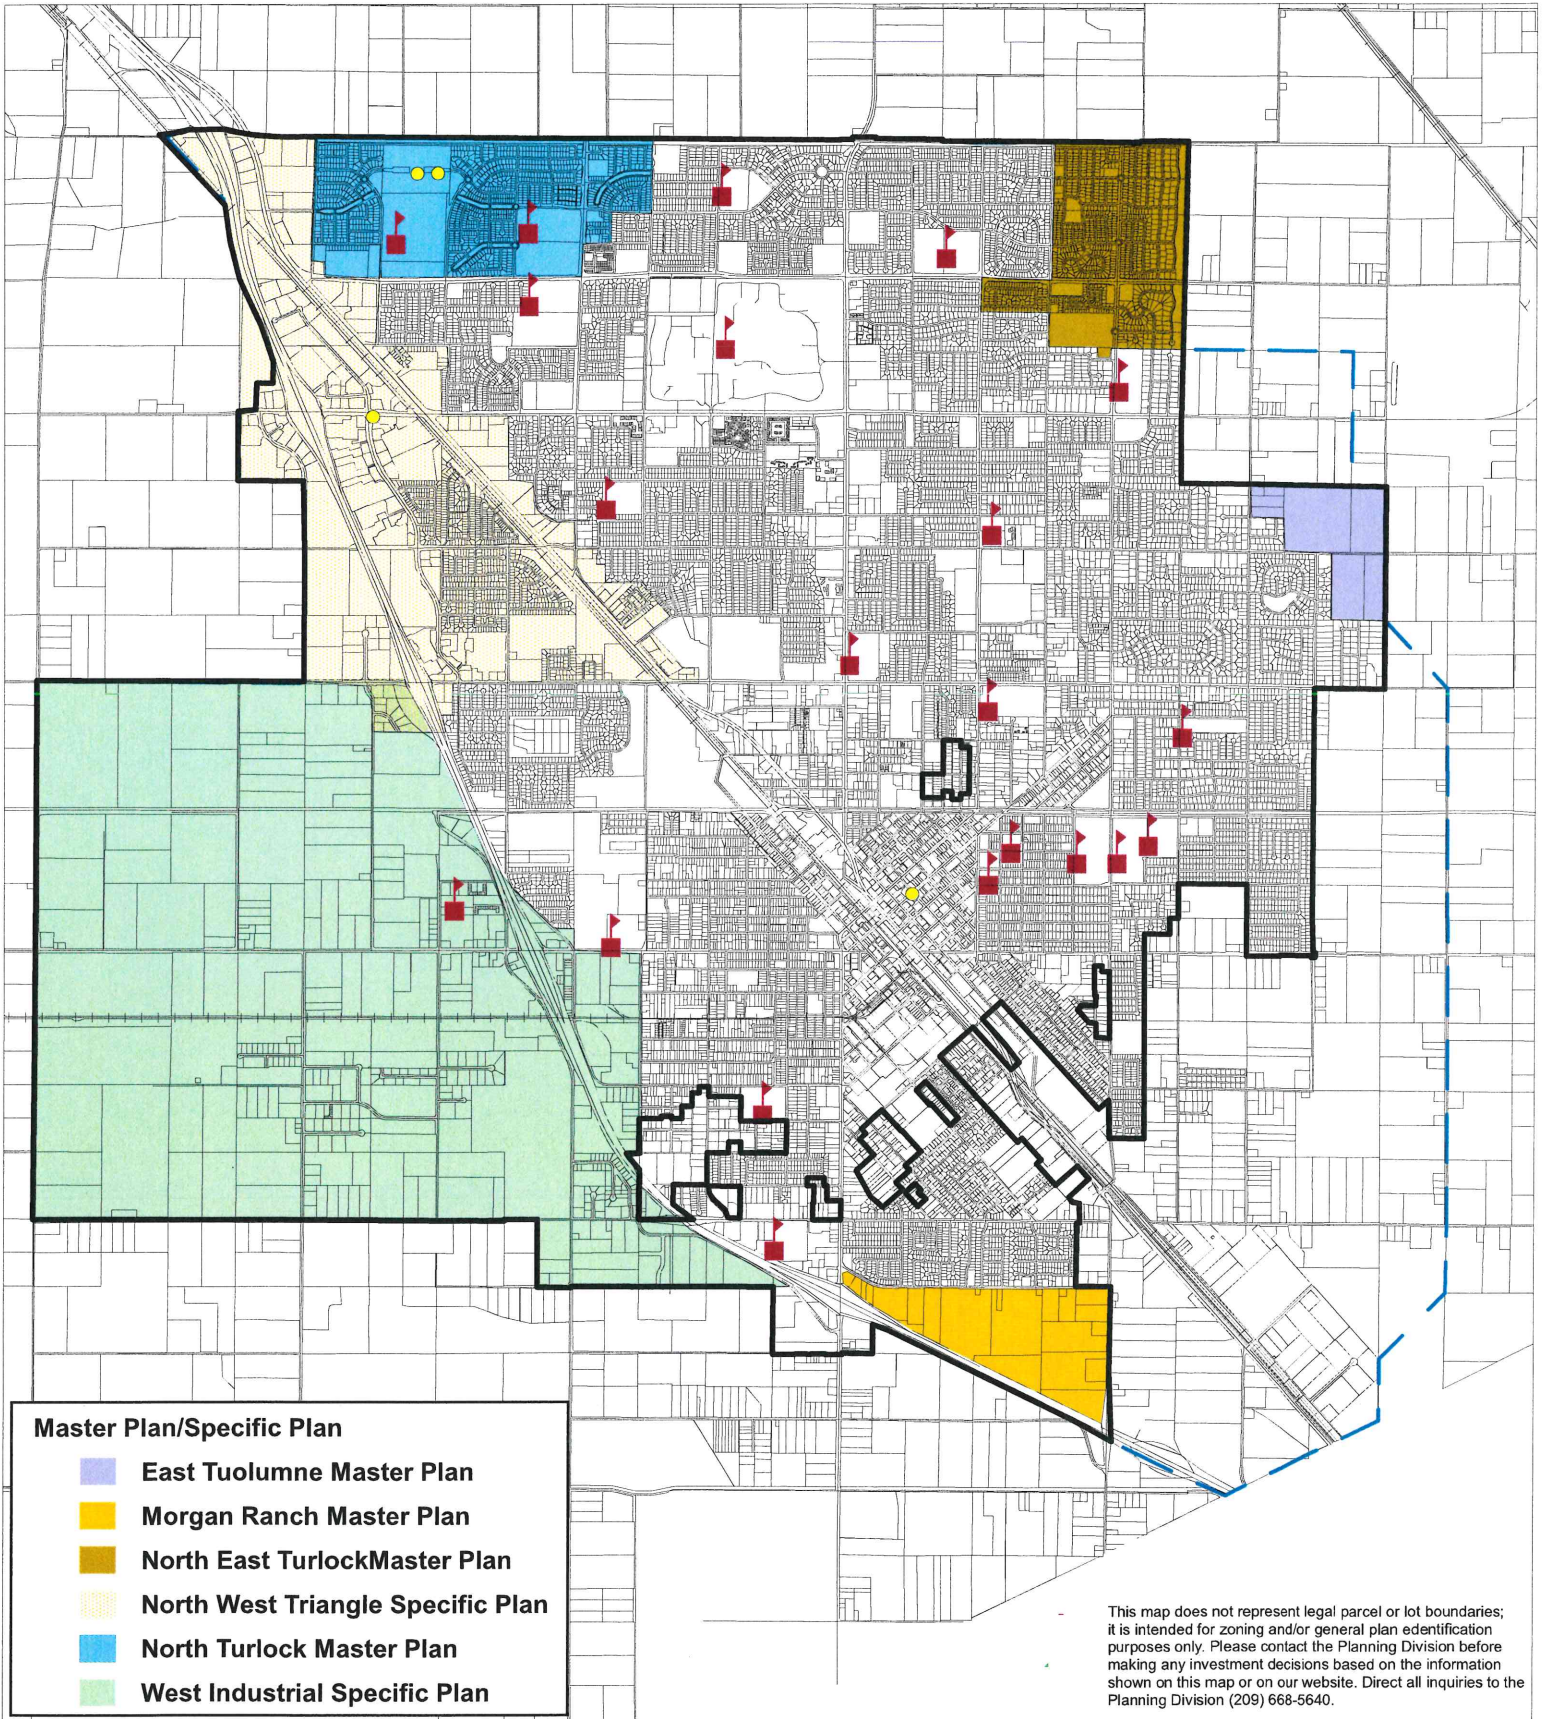 Master Plan/Specific Plan
East Tuolumne Master Plan
Morgan Ranch Master Plan
North East TurlockMaster Plan
North West Triangle Specific Plan
North Turlock Master Plan
West Industrial Specific Plan
This map does not represent legal parcel or lot boundaries;
it is intended for zoning and/or general plan edentification
purposes only. Please contact the Planning Division before
making any investment decisions based on the information
shown on this map or on our website. Direct all inquiries to the
Planning Division (209) 668-5640.